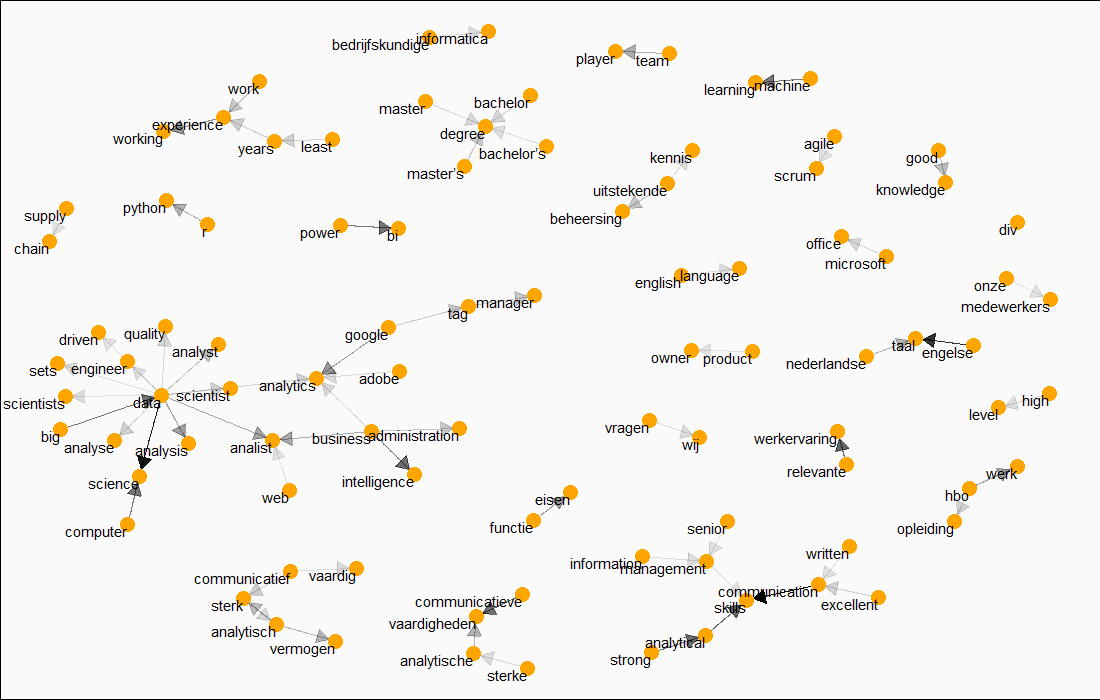 bedrijfskundige
informatica
player
team
work
learning
machine
master
bachelor
experience
degree
working
years
least
bachelor's
master's
agile
kennis
good
scrum
uitstekende
knowledge
python
supply
beheersing
r
power
bi
div
chain
office
microsoft
english
language
onze
medewerkers
manager
tag
google
driven
quality
analyst
taal
engelse
owner
product
nederlandse
sets
engineer
analytics
adobe
scientist
scientists
data
high
level
big
vragen
wij
business
administration
werkervaring
analyse
analysis
analist
relevante
werk
science
intelligence
web
hbo
eisen
functie
computer
opleiding
senior
written
information
management
communicatief
vaardig
communication
sterk
communicatieve
skills
excellent
vaardigheden
analytisch
analytical
vermogen
analytische
strong
sterke